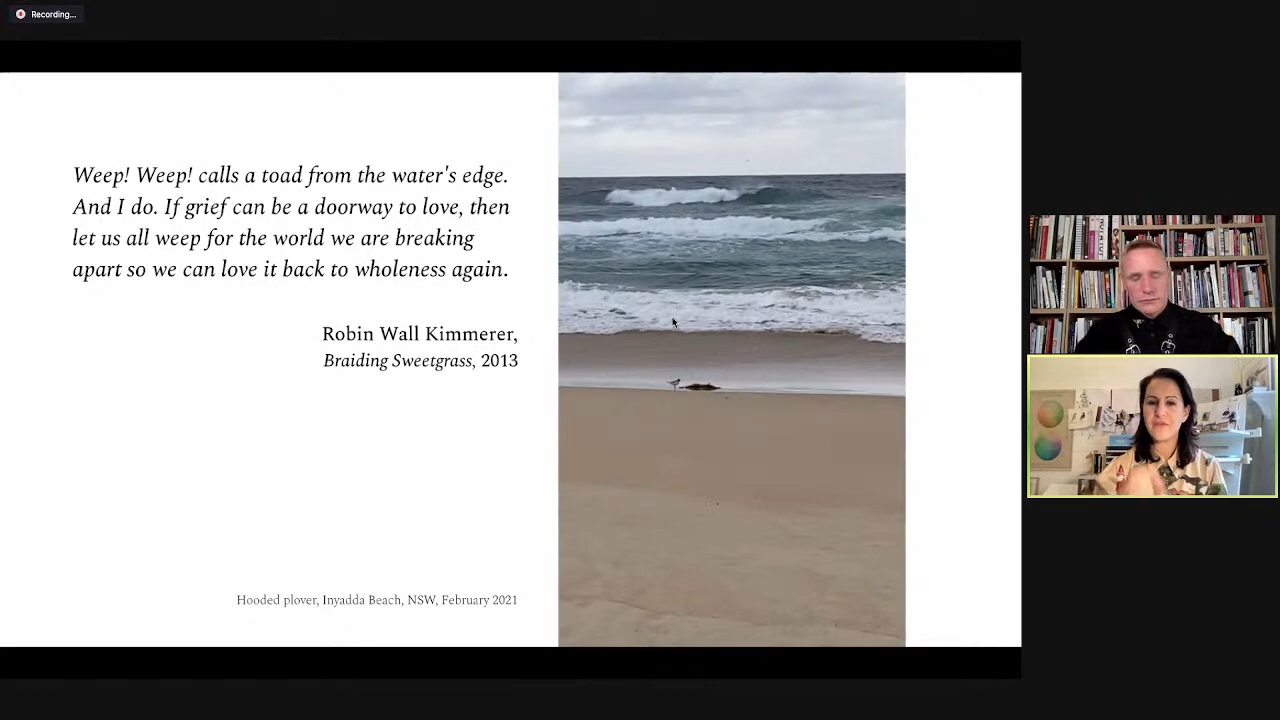 Recording...
Weep! Weep! calls a toad from the water's edge.
And I do. If grief can be a doorway to love, then
let us all weep for the world we are breaking
apart so we can love it back to wholeness again.
Robin Wall Kimmerer,
Braiding Sweetgrass, 2013
Hooded plover, Inyadda Beach, NSW, February 2021